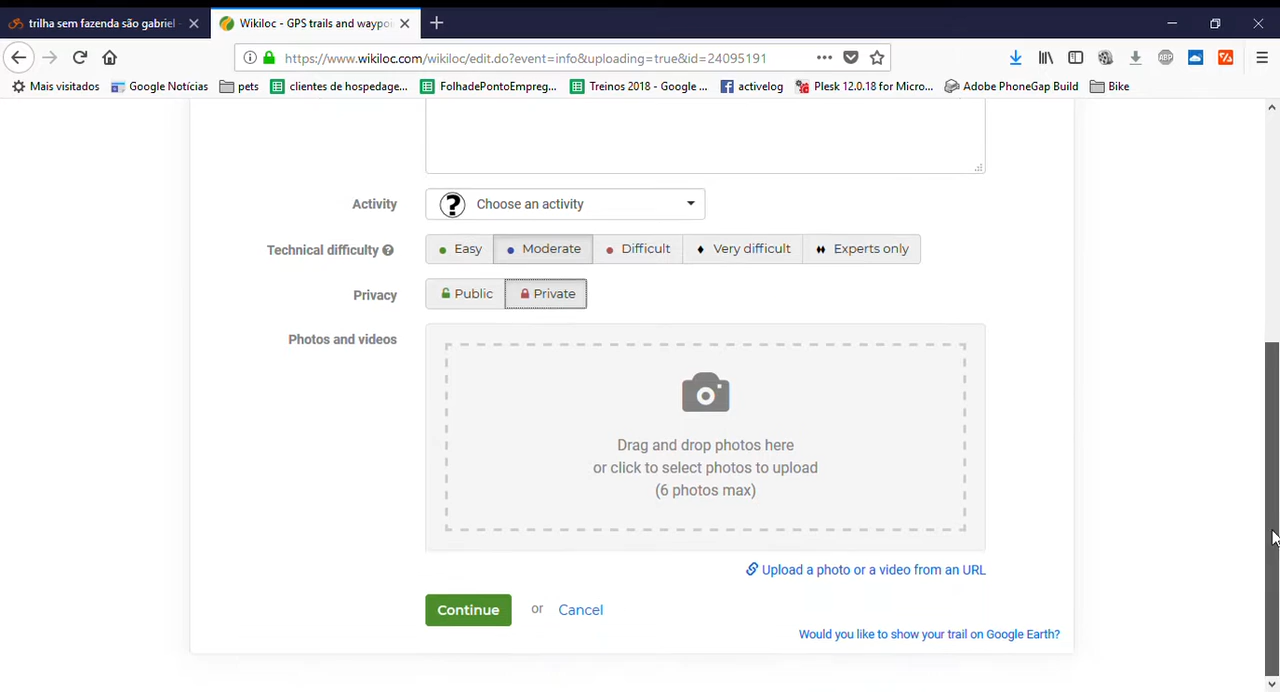 trilha sem fazenda são gabriel
Wikiloc - GPS trails and waypoi
https://www.wikiloc.com/wikiloc/edit.do?event=info&uploading=true&id=24095191
ABP
Mais visitados
Google Notícias
pets
clientes de hospedage...
FolhadePontoEmpreg...
Treinos 2018 - Google ...
activelog
Plesk 12.0.18 for Micro...
Adobe PhoneGap Build
Bike
Activity
? Choose an activity
Technical difficulty ?
Easy
Moderate
Difficult
Very difficult
Experts only
Privacy
Public
Private
Photos and videos
Drag and drop photos here
or click to select photos to upload
(6 photos max)
Upload a photo or a video from an URL
Continue or Cancel
Would you like to show your trail on Google Earth?